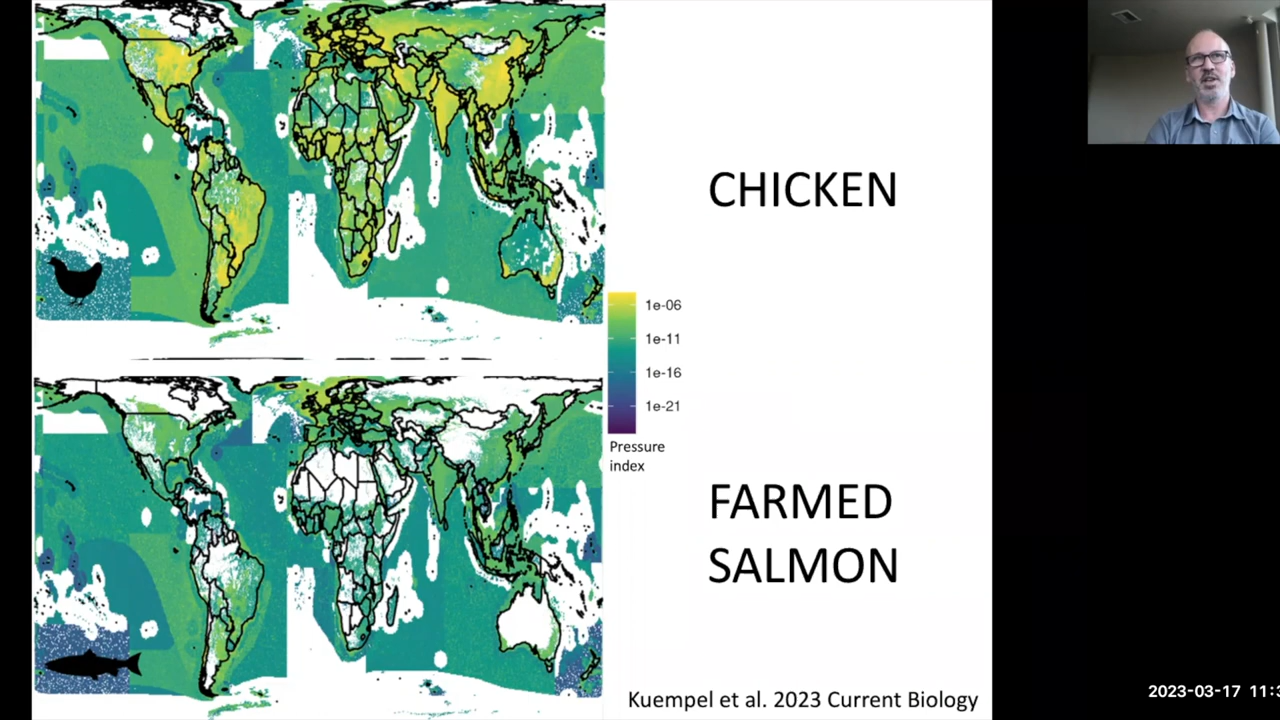 CHICKEN
1e-06
1e-11
1e-16
1e-21
Pressure
index
FARMED
SALMON
Kuempel et al. 2023 Current Biology
2023-03-17 11:3